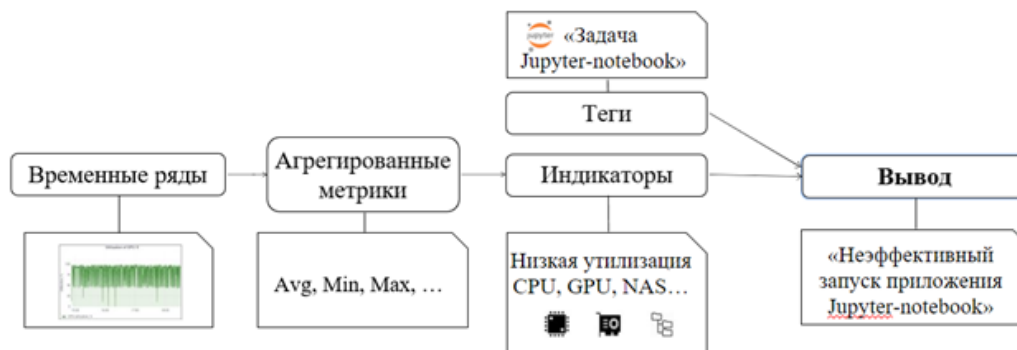 jupyter
«Задача
Jupyter-notebook»
Теги
Временные ряды
Агрегированные
метрики
Индикаторы
Вывод
Avg, Min, Max, …
Низкая утилизация
CPU, GPU, NAS...
«Неэффективный
запуск приложения
Jupyter-notebook»